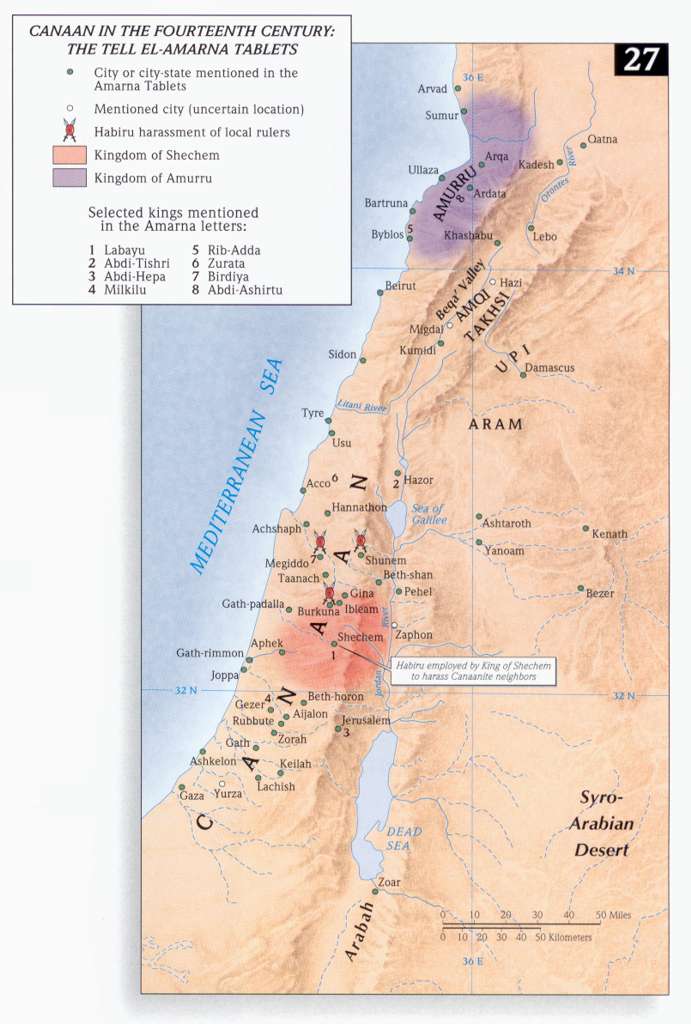 CANAAN IN THE FOURTEENTH CENTURY:
THE TELL EL-AMARNA TABLETS
City or city-state mentioned in the
Amarna Tablets
Mentioned city (uncertain location)
Habiru harassment of local rulers
Kingdom of Shechem
Kingdom of Amurru
Selected kings mentioned
in the Amarna letters:
1 Labayu
2 Abdi-Tishri
3 Abdi-Hepa
4 Milkilu
5 Rib-Adda
6 Zurata
7 Birdiya
8 Abdi-Ashirtu
27
36 E
Arvad
Sumur
Oatna
Arqa
Kadesh
Ullaza
Orontes River
AMURRU
8
Ardata
Bartruna
5
Byblos
Khashabu
Lebo
34 N
Beqa' Valley
Hazi
AMQI
TAKHSI
Beirut
Migdal
Kumidi
UPI
Sidon
Damascus
MEDITERRANEAN SEA
Litani River
Tyre
Usu
ARAM
Acco 6
2 Hazor
CANAAN
Hannathon
Sea of
Galilee
Achshaph
Ashtaroth
Kenath
Yanoam
Megiddo
7
Shunem
Taanach
Beth-shan
Gina
Pehel
Bezer
Gath-padalla
Burkuna
Ibleam
Zaphon
Shechem
1
Jordan River
Aphek
Gath-rimmon
Joppa
Habiru employed by King of Shechem
to harass Canaanite neighbors
32 N
32 N
Beth-horon
Gezer 4
Aijalon
Rubbute
Jerusalem
3
Zorah
Gath
Ashkelon
Keilah
Lachish
Gaza
Yurza
Syro-
Arabian
Desert
DEAD
SEA
Zoar
Arabah
0 10 20 30 40 50 Miles
0 10 20 30 40 50 Kilometers
36 E